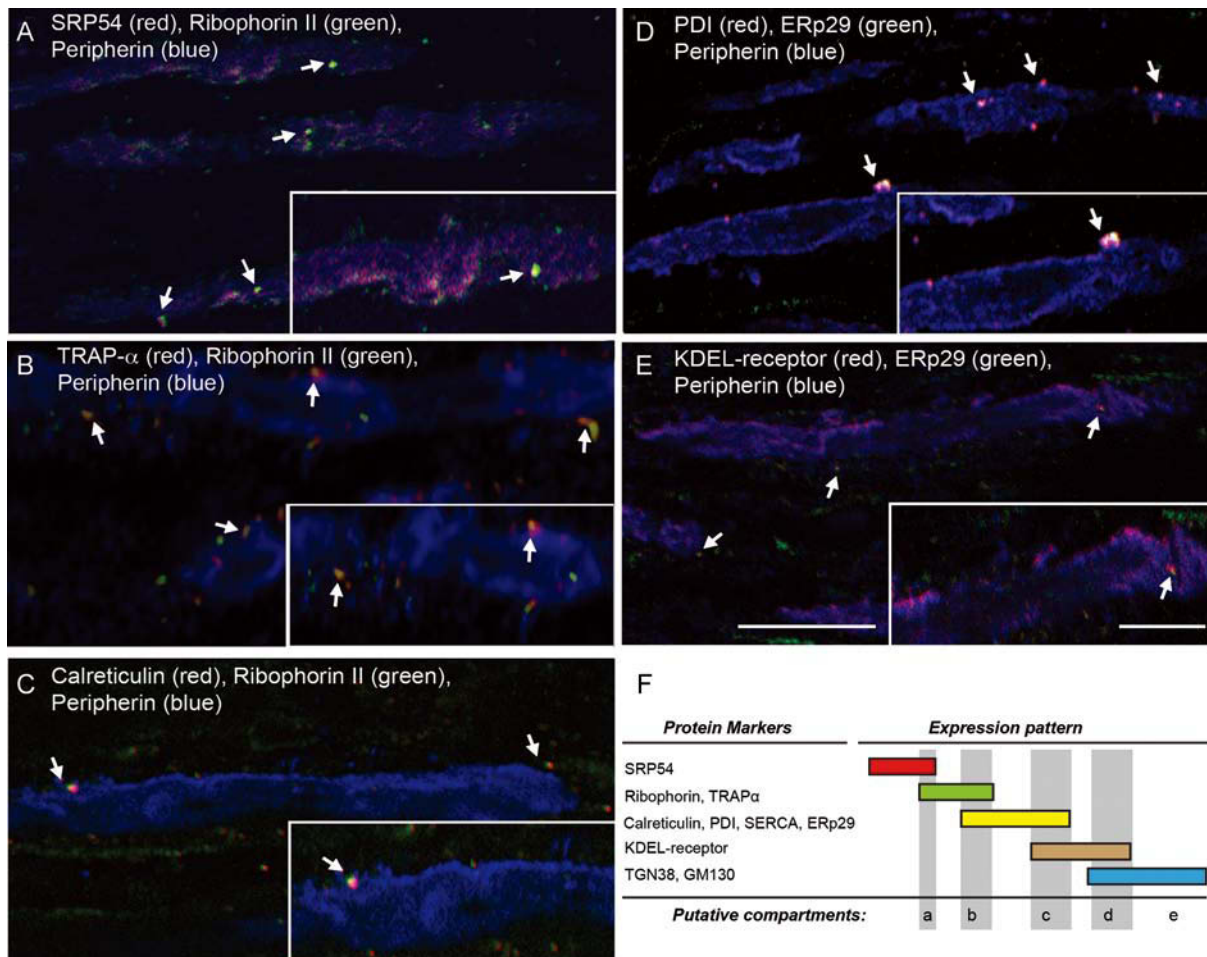 A
SRP54 (red), Ribophorin II (green),
Peripherin (blue)
B
TRAP-α (red), Ribophorin II (green),
Peripherin (blue)
C
Calreticulin (red), Ribophorin II (green),
Peripherin (blue)
D
PDI (red), ERp29 (green),
Peripherin (blue)
E
KDEL-receptor (red), ERp29 (green),
Peripherin (blue)
F
Protein Markers Expression pattern
SRP54
Ribophorin, TRAPα
Calreticulin, PDI, SERCA, ERp29
KDEL-receptor
TGN38, GM130
Putative compartments: a b c d e